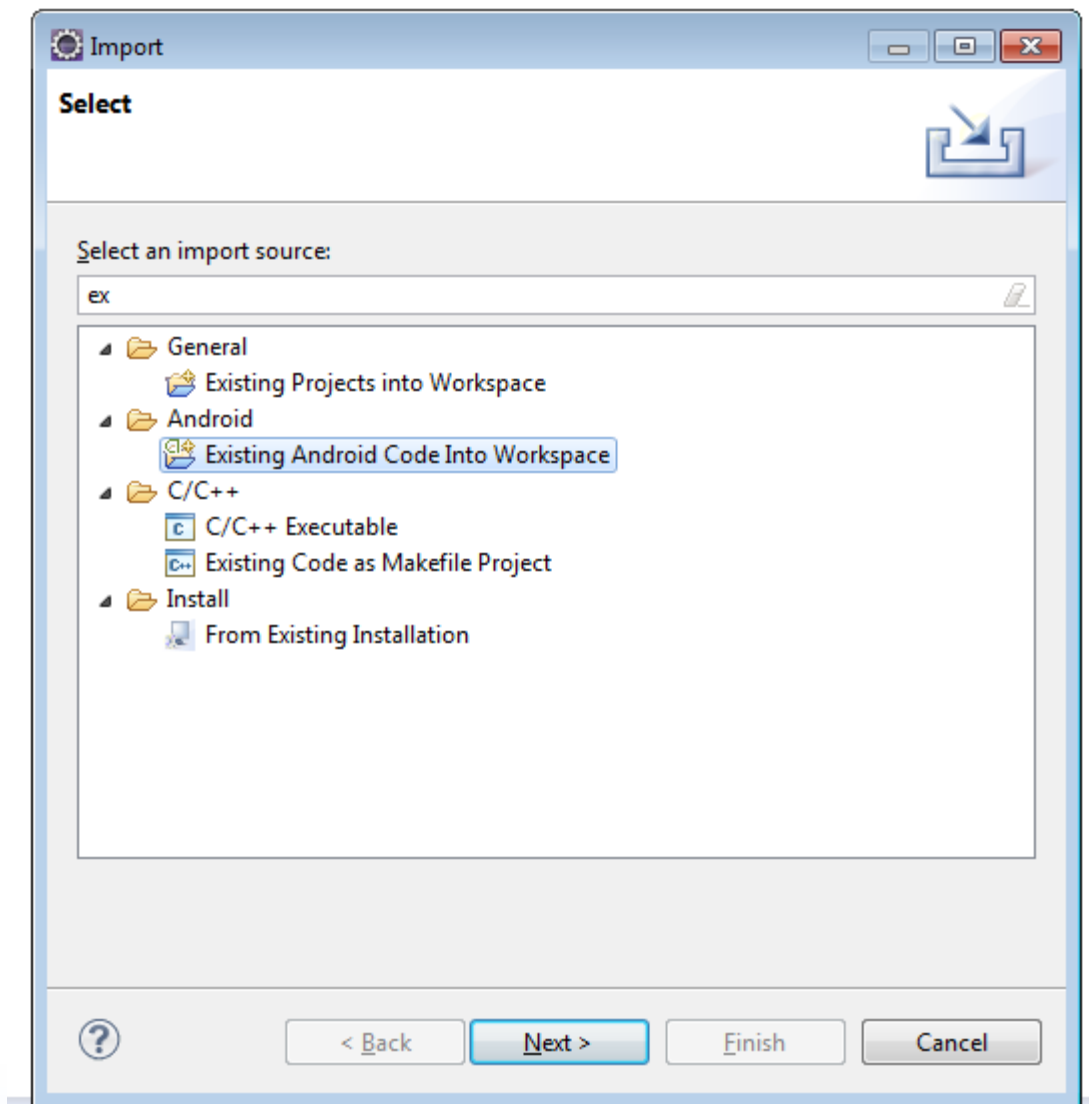 Import
Select
Select an import source:
ex
General
Existing Projects into Workspace
Android
Existing Android Code Into Workspace
C/C++
C/C++ Executable
Existing Code as Makefile Project
Install
From Existing Installation
< Back Next > Finish Cancel